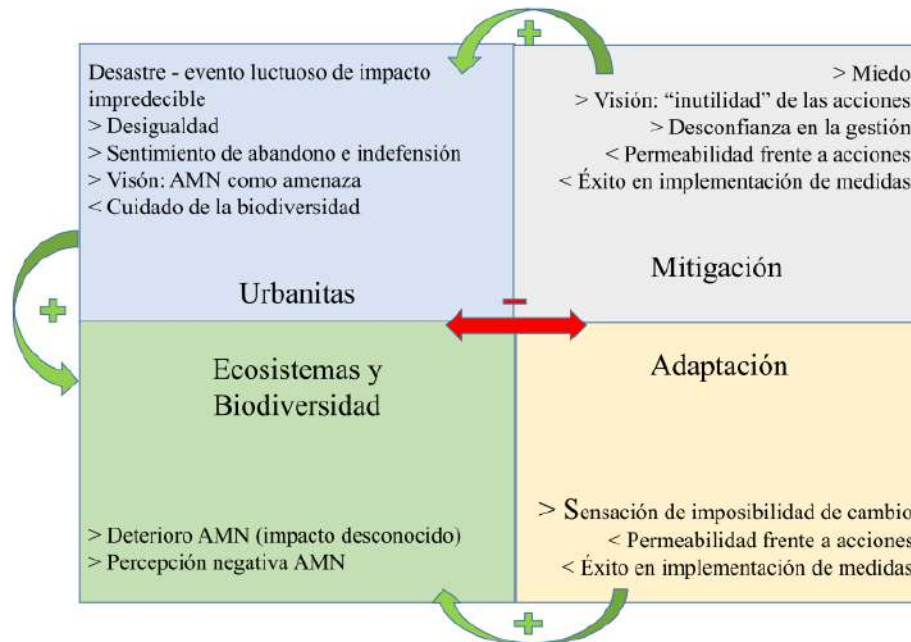 Desastre - evento luctuoso de impacto
impredecible
> Desigualdad
> Sentimiento de abandono e indefensión
> Visón: AMN como amenaza
< Cuidado de la biodiversidad
Urbanitas
> Miedo
> Visión: “inutilidad” de las acciones
> Desconfianza en la gestión
< Permeabilidad frente a acciones
< Éxito en implementación de medidas
Mitigación
Ecosistemas y
Biodiversidad
> Deterioro AMN (impacto desconocido)
> Percepción negativa AMN
Adaptación
> Sensación de imposibilidad de cambio
< Permeabilidad frente a acciones
< Éxito en implementación de medidas